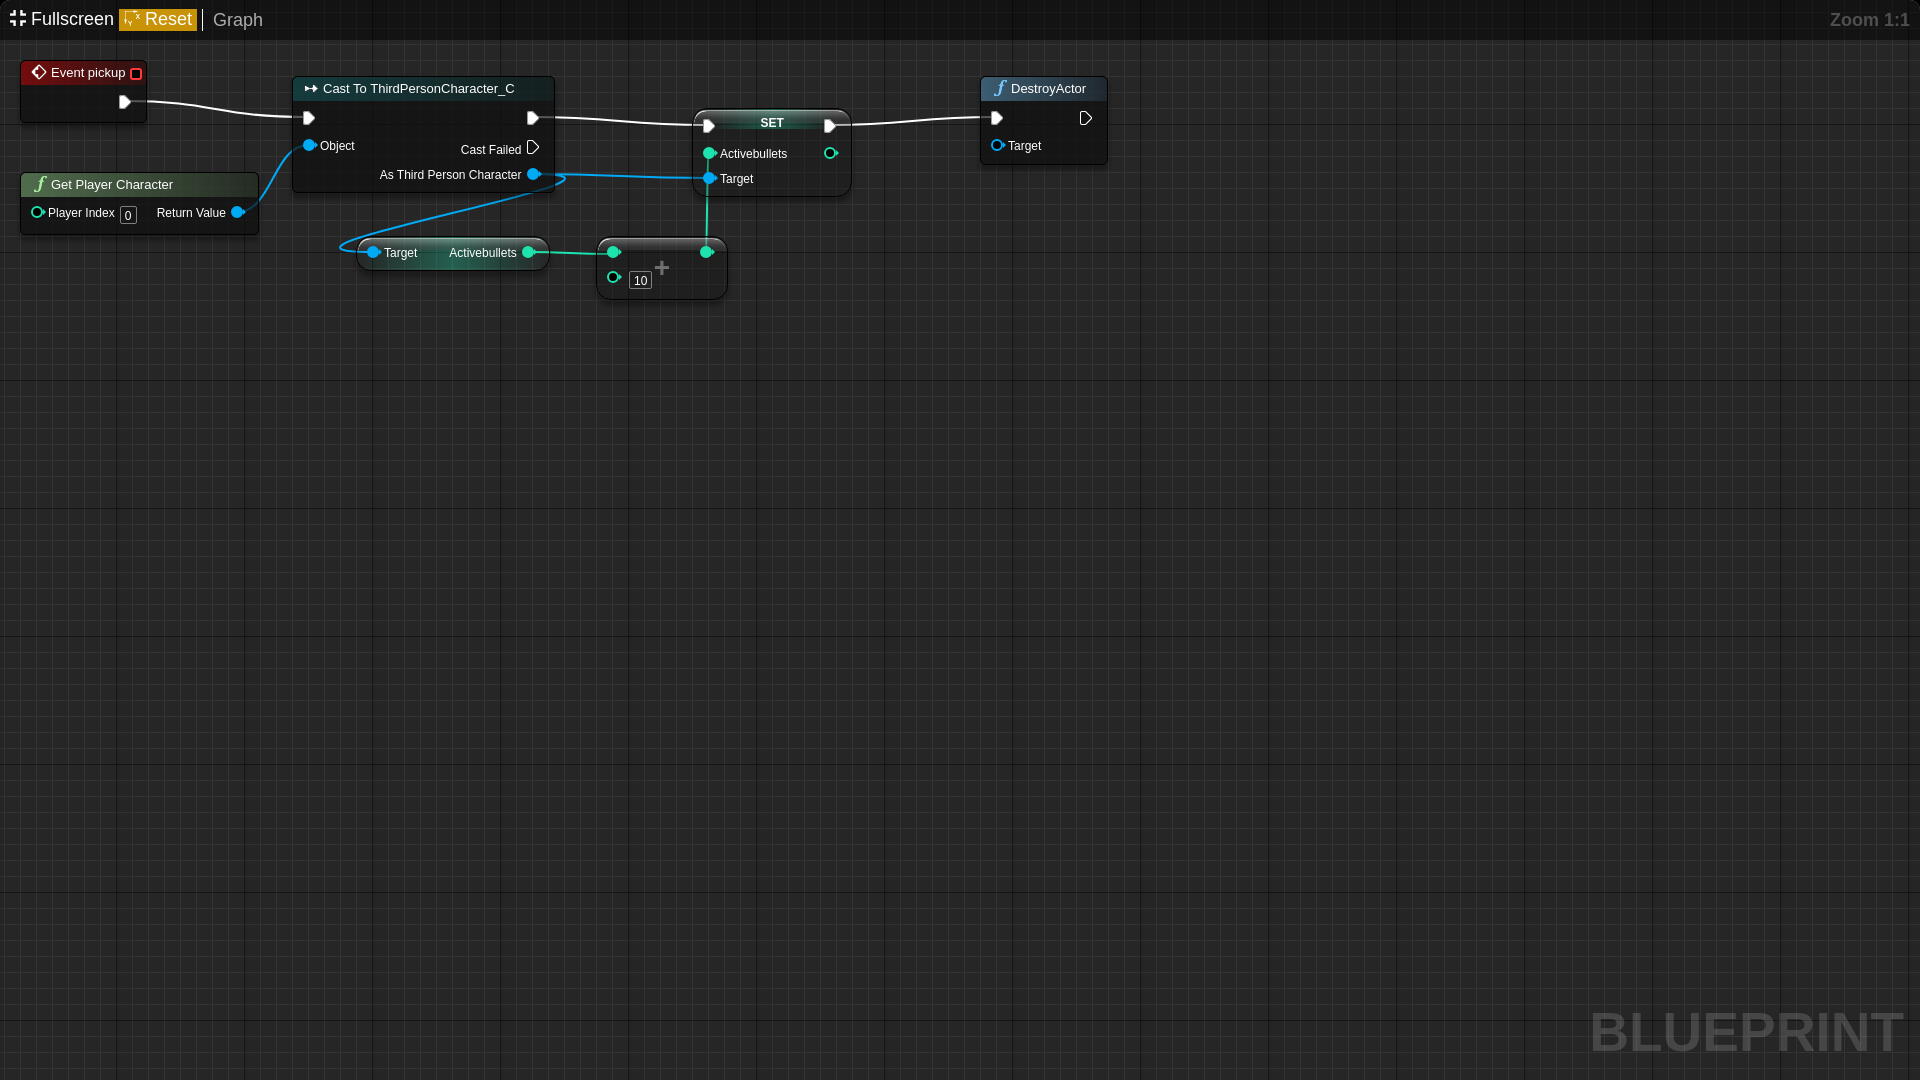 Fullscreen Reset Graph Zoom 1:1
Event pickup
Cast To ThirdPersonCharacter_C
Object
Cast Failed
As Third Person Character
Get Player Character
Player Index 0 Return Value
SET
Activebullets
Target
DestroyActor
Target
Target Activebullets
+
10
BLUEPRINT